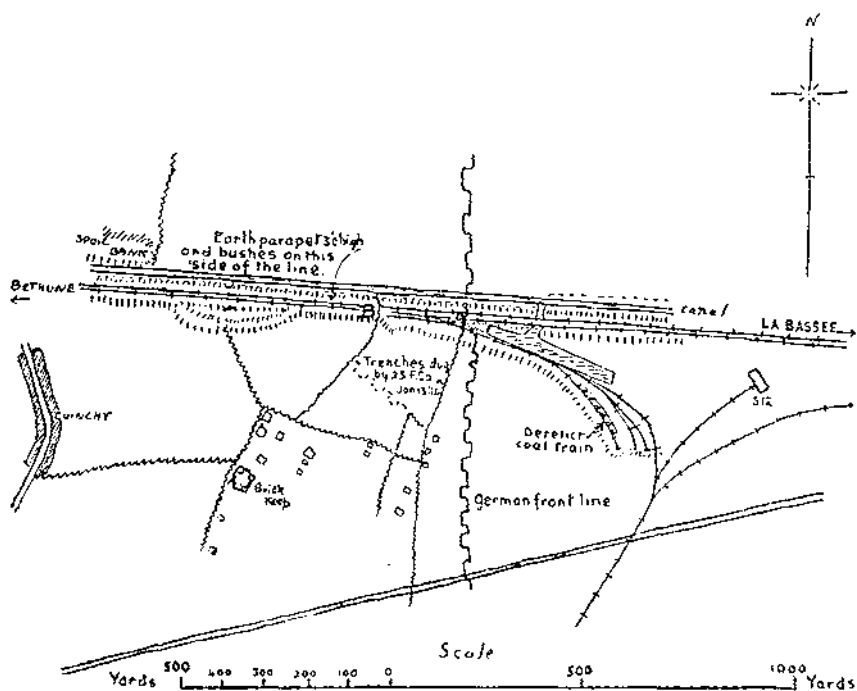 N
SPOIL
BANK
Earth parapet 3' high
and bushes on this
side of the line.
BETHUNE
canal
LA BASSEE
Trenches dug
by 35.F.Co
CUINCHY
Derelict
coal train
Brick
Keep
german front line
Scale
Yards 500 400 300 200 100 0 500 1000 Yards